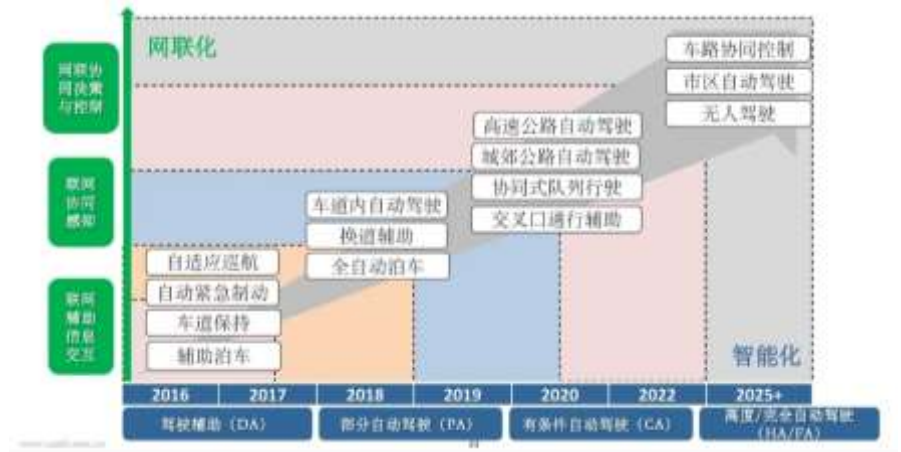 网联化
网联协
同决策
与控制
联网
协同
感知
联网
辅助
信息
交互
车路协同控制
市区自动驾驶
无人驾驶
高速公路自动驾驶
城郊公路自动驾驶
协同式队列行驶
交叉口通行辅助
车道内自动驾驶
换道辅助
全自动泊车
自适应巡航
自动紧急制动
车道保持
辅助泊车
智能化
2016 2017 2018 2019 2020 2022 2025+
驾驶辅助（DA） 部分自动驾驶（PA） 有条件自动驾驶（CA） 高度/完全自动驾驶
（HA/FA）